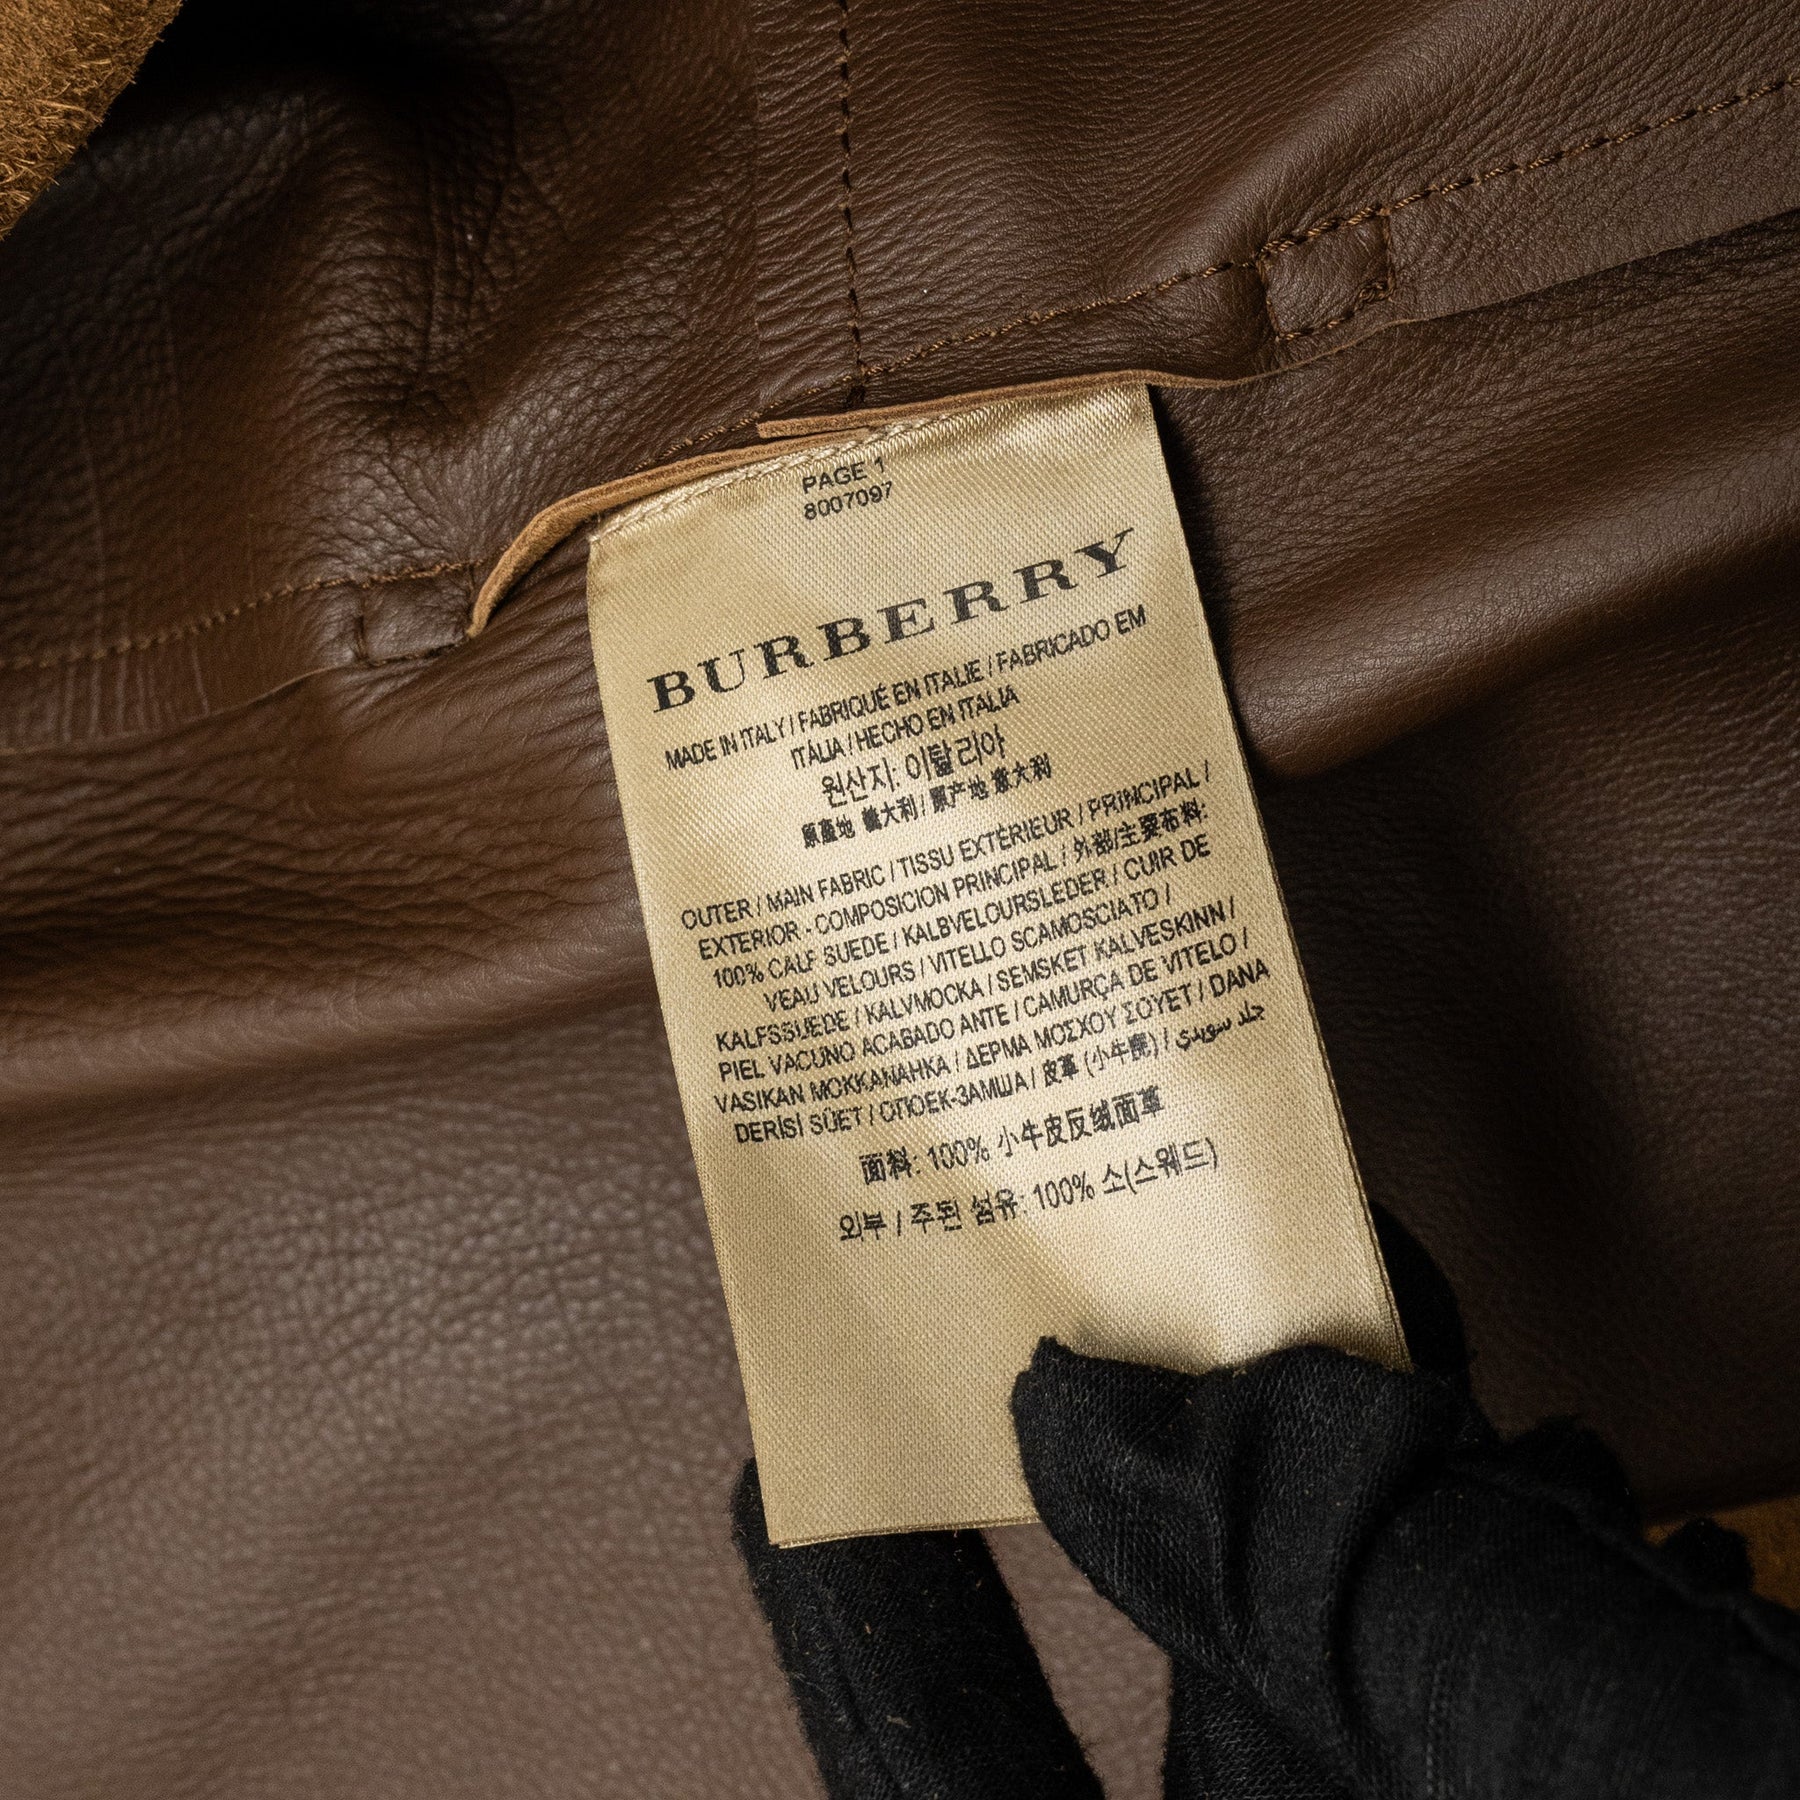 PAGE 1
8007097
BURBERRY
MADE IN ITALY / FABRIQUÉ EN ITALIE / FABRICADO EM
ITÁLIA / HECHO EN ITALIA
원산지: 이탈리아
原產地 義大利 / 原产地 意大利
OUTER / MAIN FABRIC / TISSU EXTÉRIEUR / PRINCIPAL /
EXTERIOR - COMPOSICION PRINCIPAL / 外部/主要布料:
100% CALF SUEDE / KALBVELOURSLEDER / CUIR DE
VEAU VELOURS / VITELLO SCAMOSCIATO /
KALFSSUEDE / KALVMOCKA / SEMSKET KALVESKINN /
PIEL VACUNO ACABADO ANTE / CAMURÇA DE VITELO /
VASIKAN MOKKANAHKA / ΔΕΡΜΑ ΜΟΣΧΟΥ ΣΟΥΕΤ / DANA
DERİSİ SÜET / ОПОЕК-ЗАМША / 皮革 (小牛麂) / جلد سويدي
面料: 100% 小牛皮反绒面革
외부 / 주된 섬유: 100% 소(스웨드)